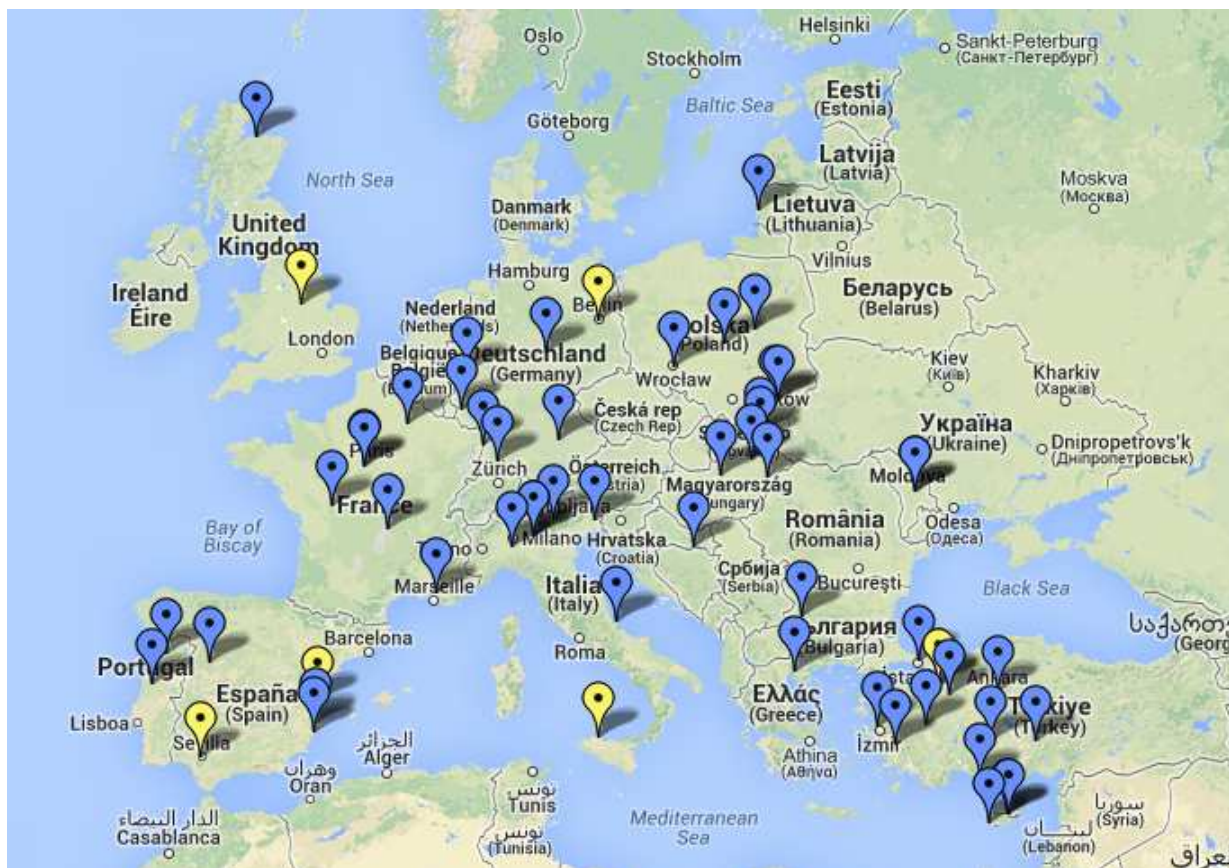 Helsinki
Oslo
Sankt-Peterburg
(Санкт-Петербург)
Stockholm
Eesti
(Estonia)
Baltic Sea
Göteborg
Latvija
(Latvia)
North Sea
Moskva
(Москва)
Danmark
(Denmark)
Lietuva
(Lithuania)
United
Kingdom
Vilnius
Hamburg
Ireland
Éire
Беларусь
(Belarus)
Nederland
London
(Poland)
Deutschland
(Germany)
Belgique
Kiev
(Київ)
Kharkiv
(Харків)
Wrocław
Česká rep
(Czech Rep)
Україна
(Ukraine)
Dnipropetrovs'k
(Дніпропетровськ)
Zürich
Österreich
Magyarország
France
România
(Romania)
Odesa
(Одеса)
Bay of
Biscay
Milano
Hrvatska
(Croatia)
Србија
(Serbia)
Bucureşti
Black Sea
Marseille
Italia
(Italy)
Barcelona
Roma
(Bulgaria)
Portugal
España
(Spain)
Ankara
Ελλάς
(Greece)
(Turkey)
Lisboa
İzmir
Athina
(Αθήνα)
الجزائر
Alger
وهران
Oran
تونس
Tunis
تونس
(Tunisia)
Mediterranean
Sea
سوريا
(Syria)
الدار البيضاء
Casablanca
(Lebanon)